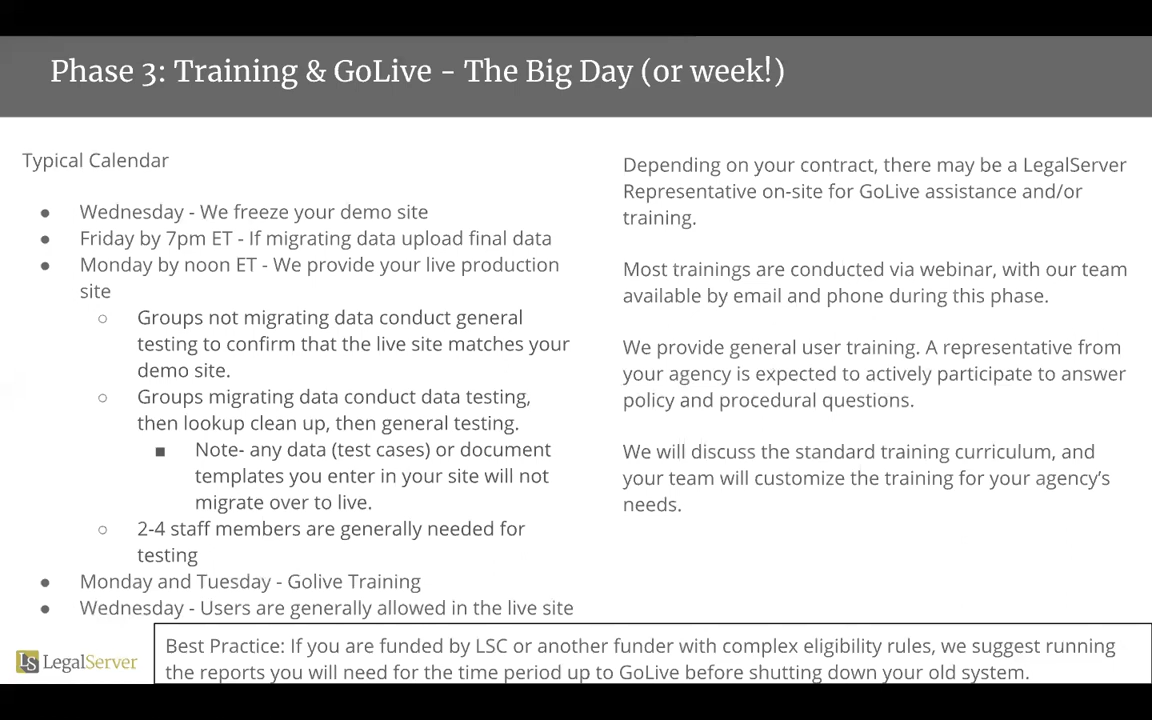 Phase 3: Training & GoLive - The Big Day (or week!)
Typical Calendar
● Wednesday - We freeze your demo site
● Friday by 7pm ET - If migrating data upload final data
● Monday by noon ET - We provide your live production
site
○ Groups not migrating data conduct general
testing to confirm that the live site matches your
demo site.
○ Groups migrating data conduct data testing,
then lookup clean up, then general testing.
■ Note- any data (test cases) or document
templates you enter in your site will not
migrate over to live.
○ 2-4 staff members are generally needed for
testing
● Monday and Tuesday - Golive Training
● Wednesday - Users are generally allowed in the live site
Depending on your contract, there may be a LegalServer
Representative on-site for GoLive assistance and/or
training.
Most trainings are conducted via webinar, with our team
available by email and phone during this phase.
We provide general user training. A representative from
your agency is expected to actively participate to answer
policy and procedural questions.
We will discuss the standard training curriculum, and
your team will customize the training for your agency's
needs.
LS LegalServer
Best Practice: If you are funded by LSC or another funder with complex eligibility rules, we suggest running
the reports you will need for the time period up to GoLive before shutting down your old system.